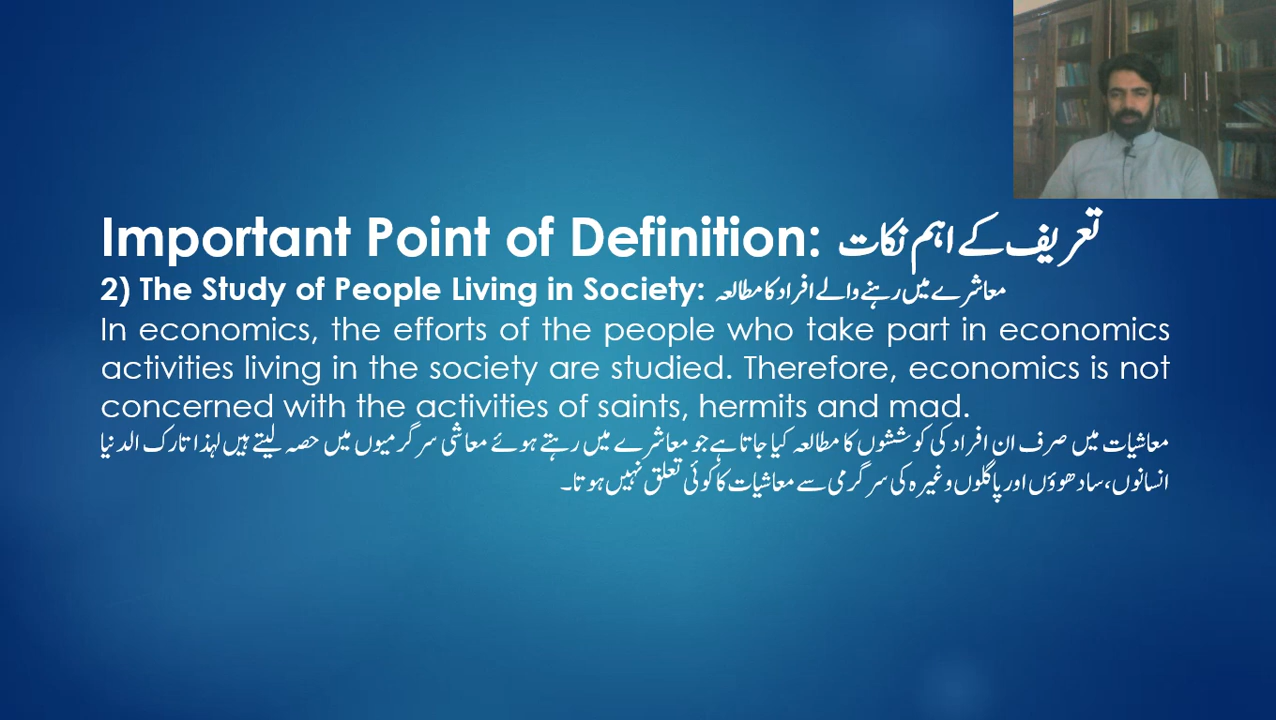 Important Point of Definition: تعریف کے اہم نکات
2) The Study of People Living in Society: معاشرے میں رہنے والے افراد کا مطالعہ
In economics, the efforts of the people who take part in economics
activities living in the society are studied. Therefore, economics is not
concerned with the activities of saints, hermits and mad.
معاشیات میں صرف ان افراد کی کوششوں کا مطالعہ کیا جاتا ہے جو معاشرے میں رہتے ہوئے معاشی سرگرمیوں میں حصہ لیتے ہیں لہذا تارک الدنیا
انسانوں، سادھوؤں اور پاگلوں وغیرہ کی سرگرمی سے معاشیات کا کوئی تعلق نہیں ہوتا۔